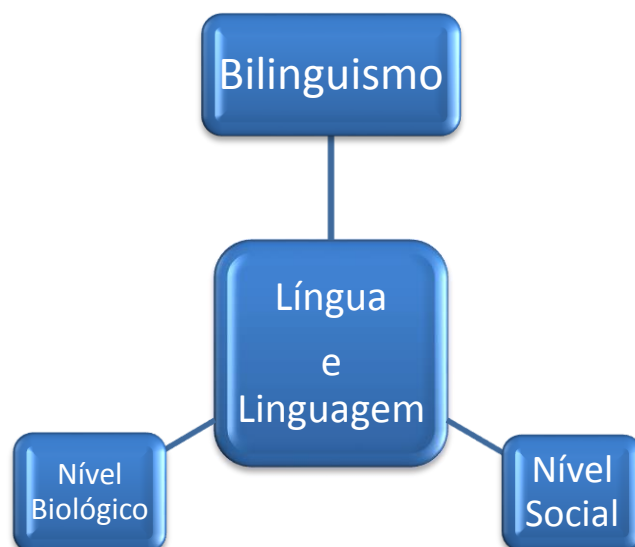 Bilinguismo
Língua
e
Linguagem
Nível
Biológico
Nível
Social